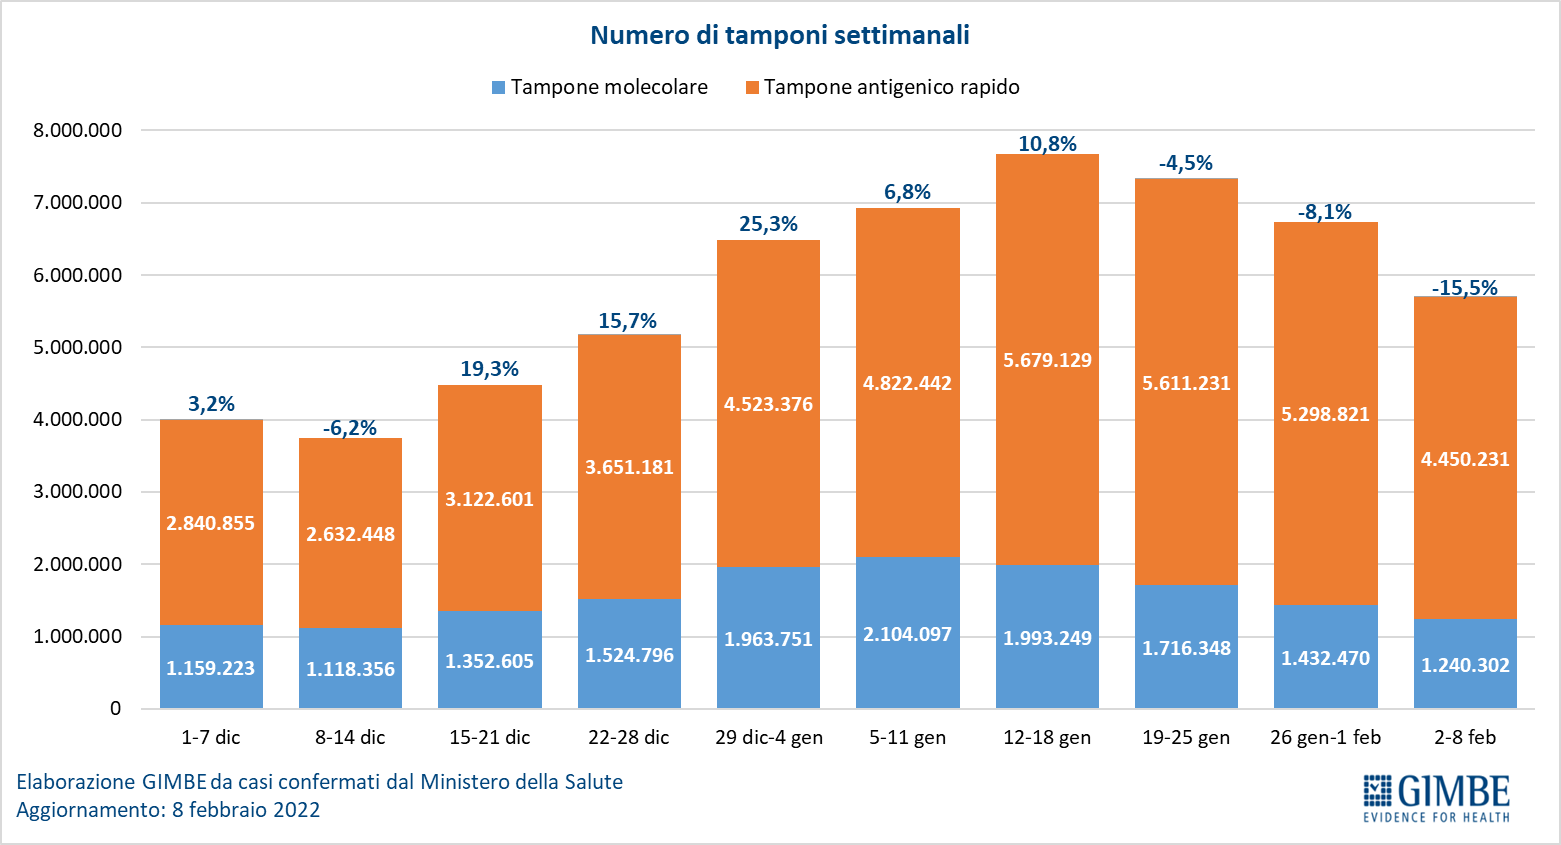 Numero di tamponi settimanali
Tampone molecolare Tampone antigenico rapido
8.000.000
7.000.000
6.000.000
5.000.000
4.000.000
3.000.000
2.000.000
1.000.000
0
3,2% -6,2% 19,3% 15,7% 25,3% 6,8% 10,8% -4,5% -8,1% -15,5%
2.840.855 2.632.448 3.122.601 3.651.181 4.523.376 4.822.442 5.679.129 5.611.231 5.298.821 4.450.231
1.159.223 1.118.356 1.352.605 1.524.796 1.963.751 2.104.097 1.993.249 1.716.348 1.432.470 1.240.302
1-7 dic 8-14 dic 15-21 dic 22-28 dic 29 dic-4 gen 5-11 gen 12-18 gen 19-25 gen 26 gen-1 feb 2-8 feb
Elaborazione GIMBE da casi confermati dal Ministero della Salute
Aggiornamento: 8 febbraio 2022
GIMBE
EVIDENCE FOR HEALTH